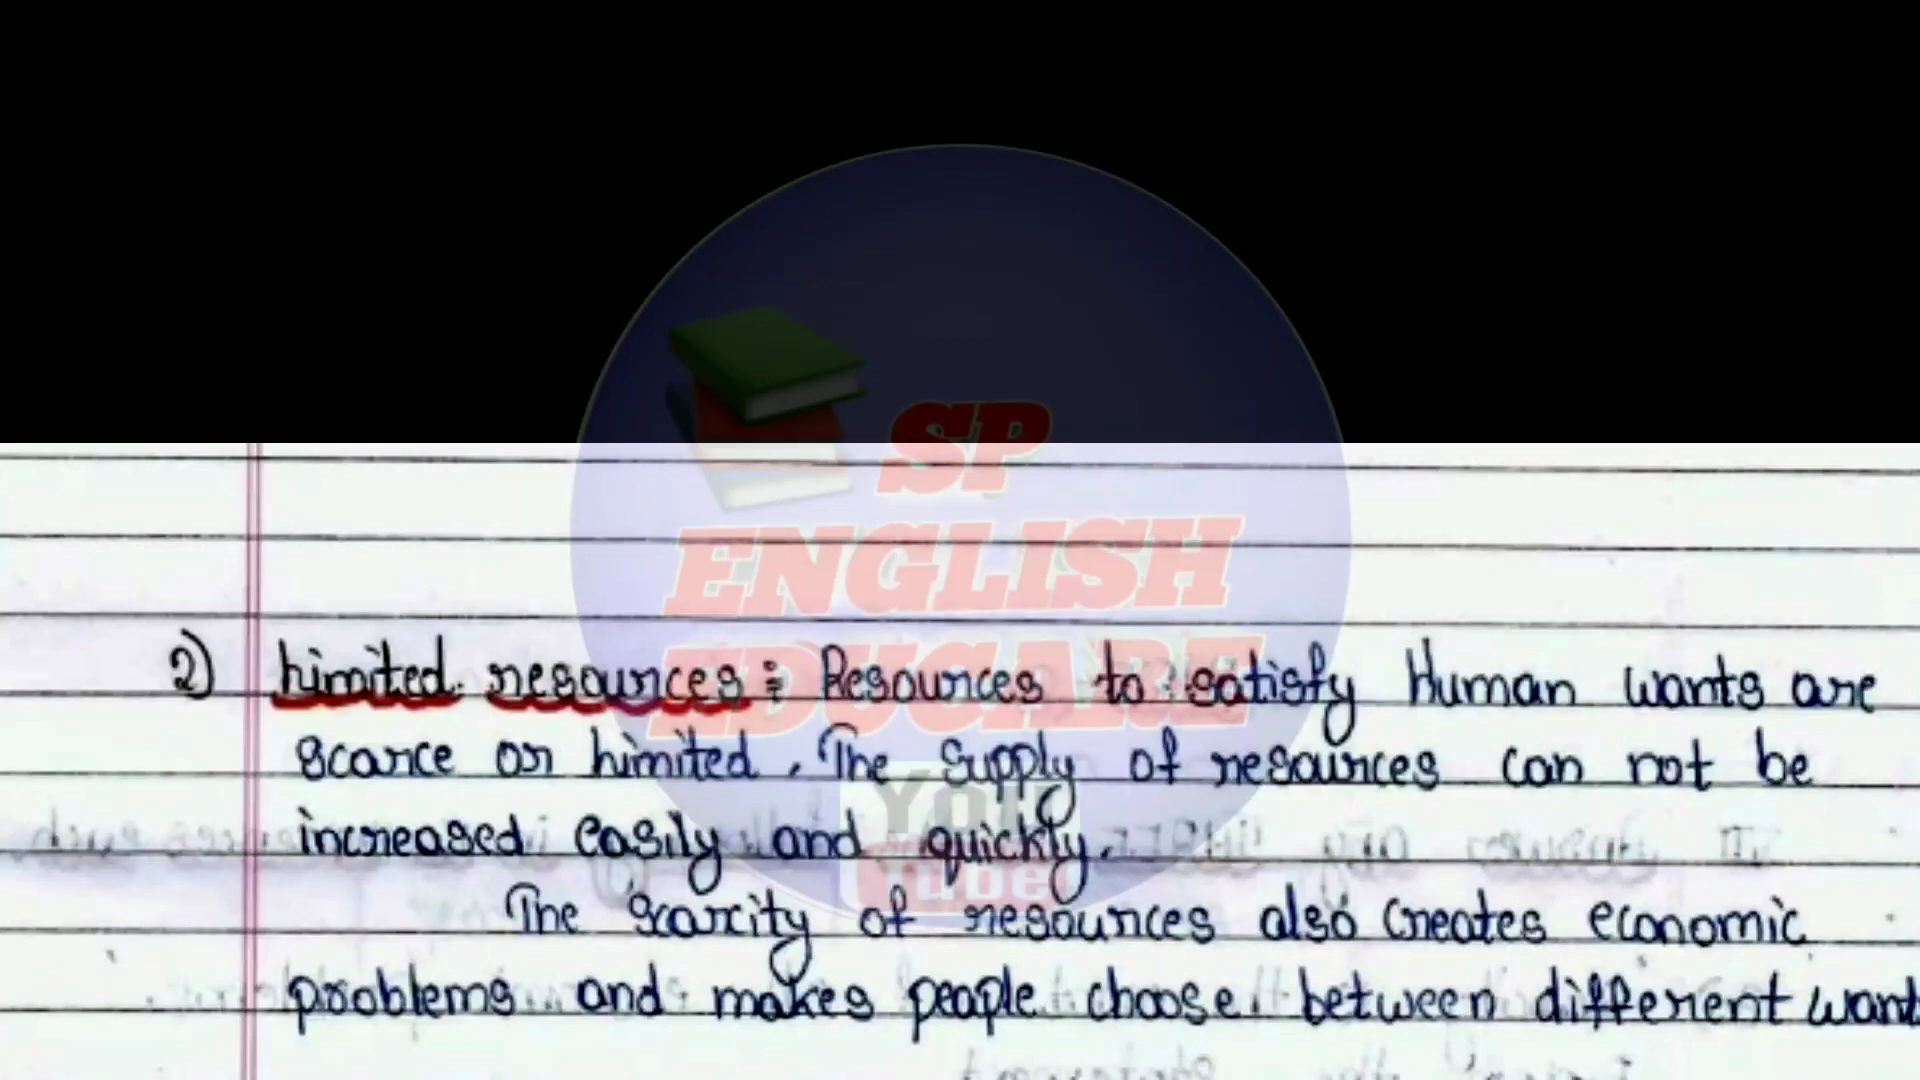 SP
ENGLISH
EDUCARE
You
Tube
2) Limited resources : Resources to satisfy Human wants are
scarce or limited. The supply of resources can not be
increased easily and quickly.
The scarcity of resources also creates economic
problems and makes people choose between different want